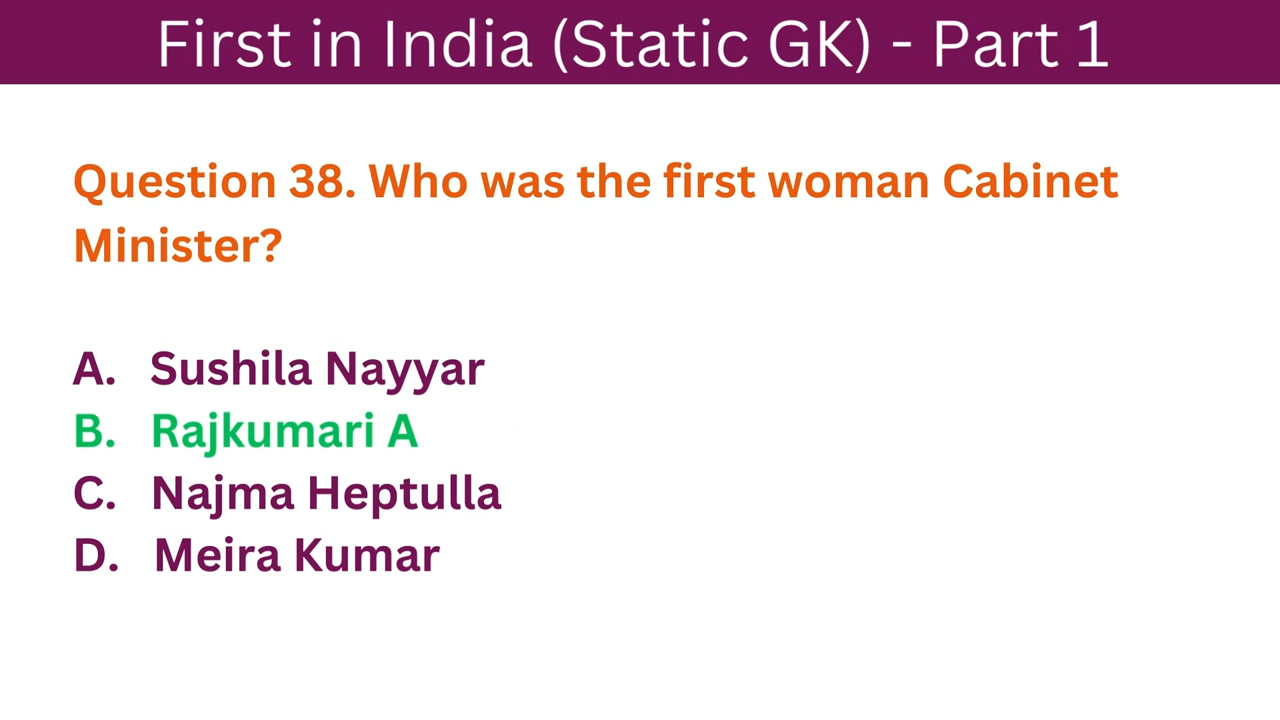 First in India (Static GK) - Part 1
Question 38. Who was the first woman Cabinet
Minister?
A. Sushila Nayyar
B. Rajkumari A
C. Najma Heptulla
D. Meira Kumar